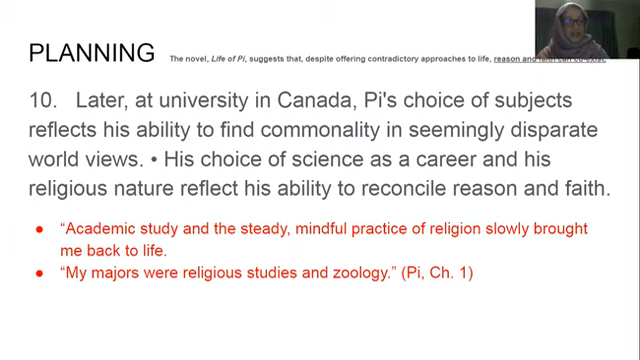 PLANNING The novel, Life of Pi, suggests that, despite offering contradictory approaches to life, reason and faith can co-exist.
10. Later, at university in Canada, Pi's choice of subjects
reflects his ability to find commonality in seemingly disparate
world views. • His choice of science as a career and his
religious nature reflect his ability to reconcile reason and faith.
● “Academic study and the steady, mindful practice of religion slowly brought
me back to life.
● “My majors were religious studies and zoology.” (Pi, Ch. 1)